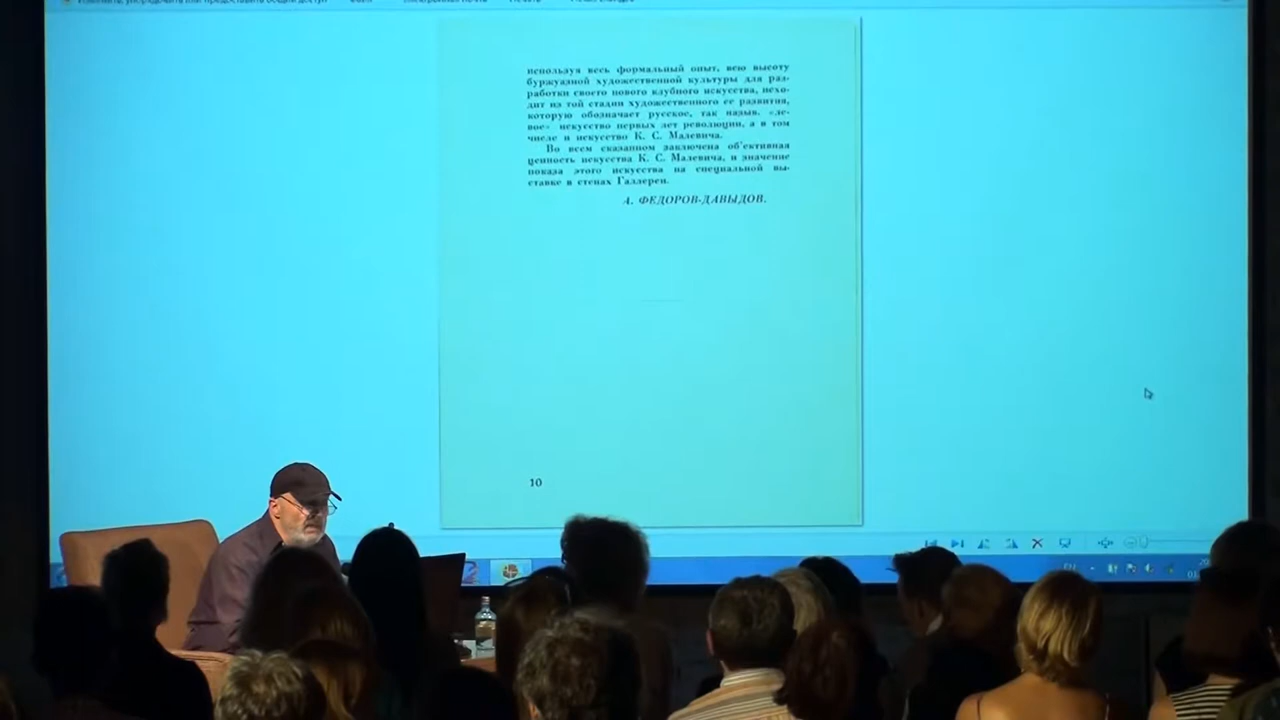 используя весь формальный опыт, всю высоту
буржуазной художественной культуры для раз-
работки своего нового клубного искусства, исхо-
дит из той стадии художественного ее развития,
которую обозначает русское, так назыв. «ле-
вое» искусство первых лет революции, а в том
числе и искусство К. С. Малевича.
Во всем сказанном заключена об'ективная
ценность искусства К. С. Малевича, и значение
показа этого искусства на специальной вы-
ставке в стенах Галлереи.
А. ФЕДОРОВ-ДАВЫДОВ.
10
EN